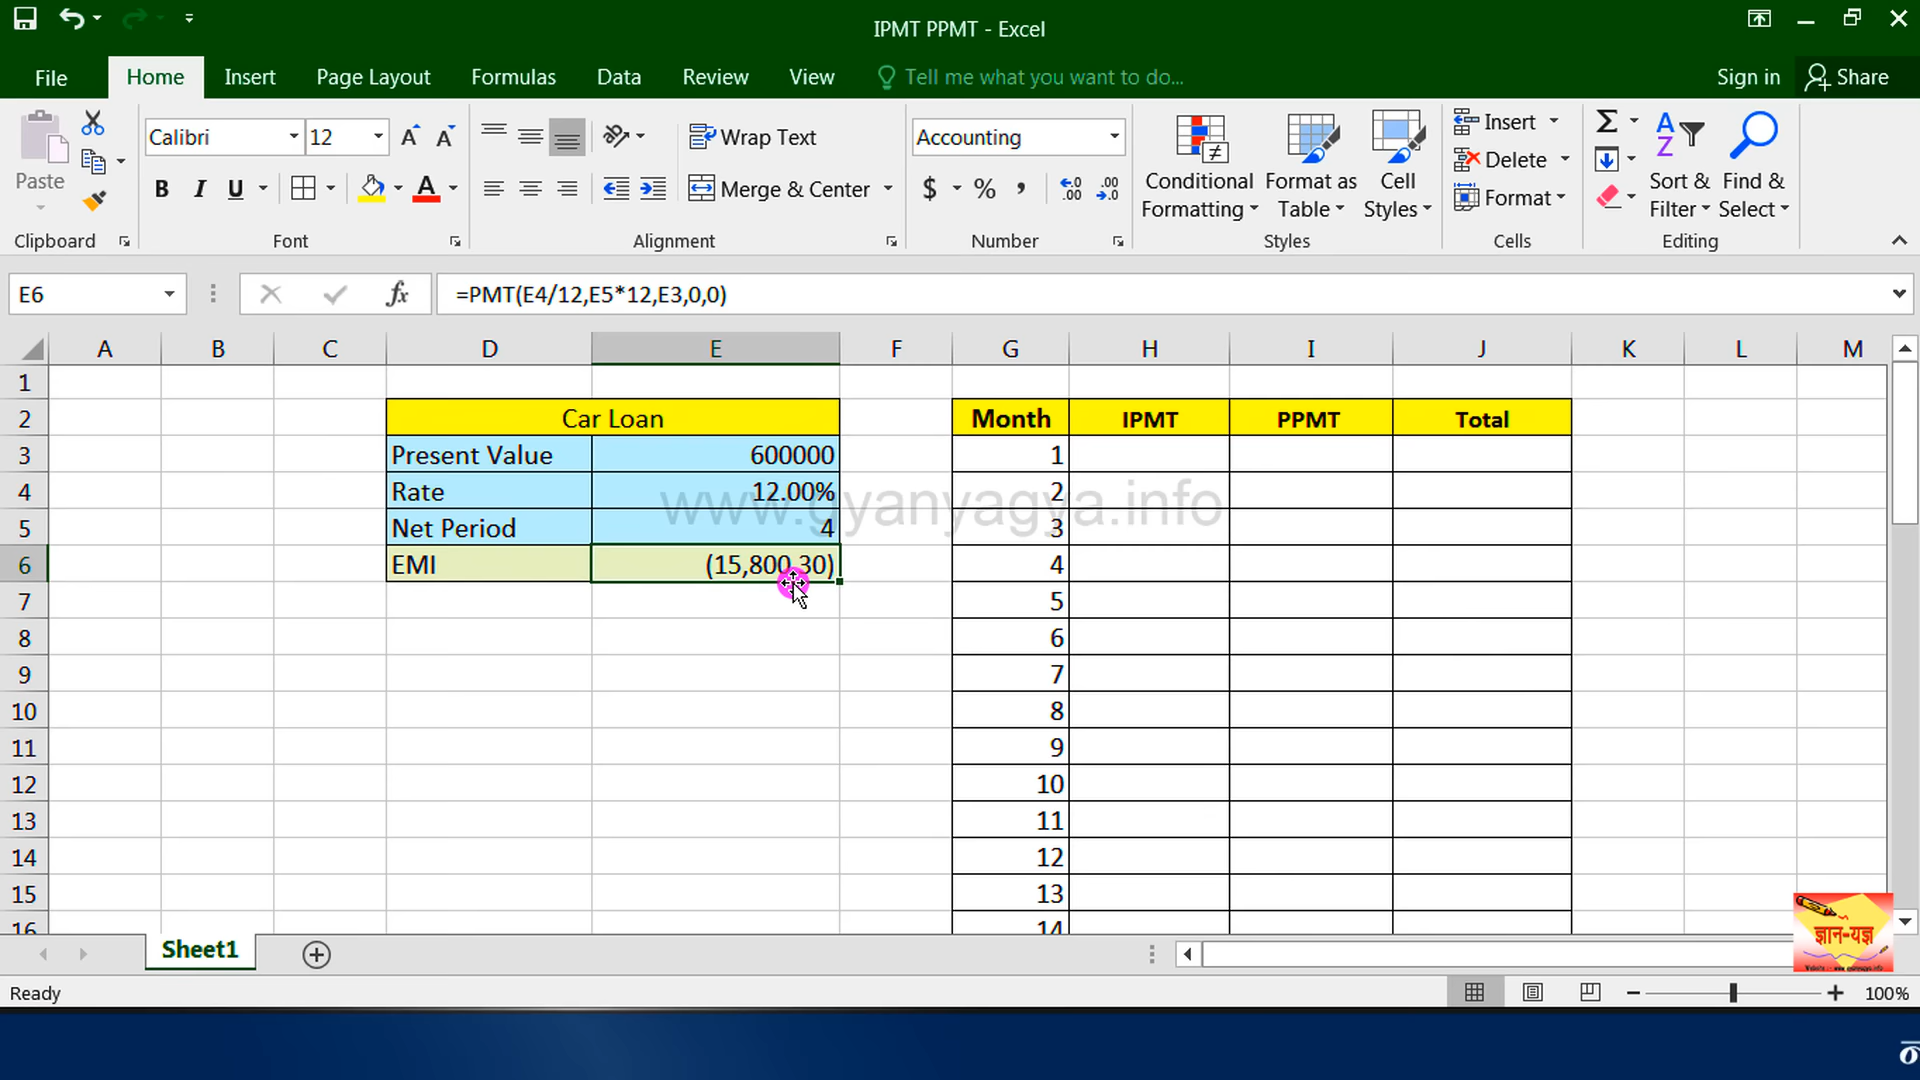 IPMT PPMT - Excel
File Home Insert Page Layout Formulas Data Review View Tell me what you want to do... Sign in Share
Paste
Calibri 12
Wrap Text
Merge & Center
Accounting
Conditional Formatting
Format as Table
Cell Styles
Insert
Delete
Format
Sort & Filter
Find & Select
Clipboard Font Alignment Number Styles Cells Editing
E6 fx =PMT(E4/12,E5*12,E3,0,0)
A B C D E F G H I J K L M
1
2 Car Loan Month IPMT PPMT Total
3 Present Value 600000 1
4 Rate 12.00% 2
www.gyanyagya.info
5 Net Period 4 3
6 EMI (15,800.30) 4
7 5
8 6
9 7
10 8
11 9
12 10
13 11
14 12
15 13
16 14
ज्ञान-यज्ञ
Sheet1
Ready 100%